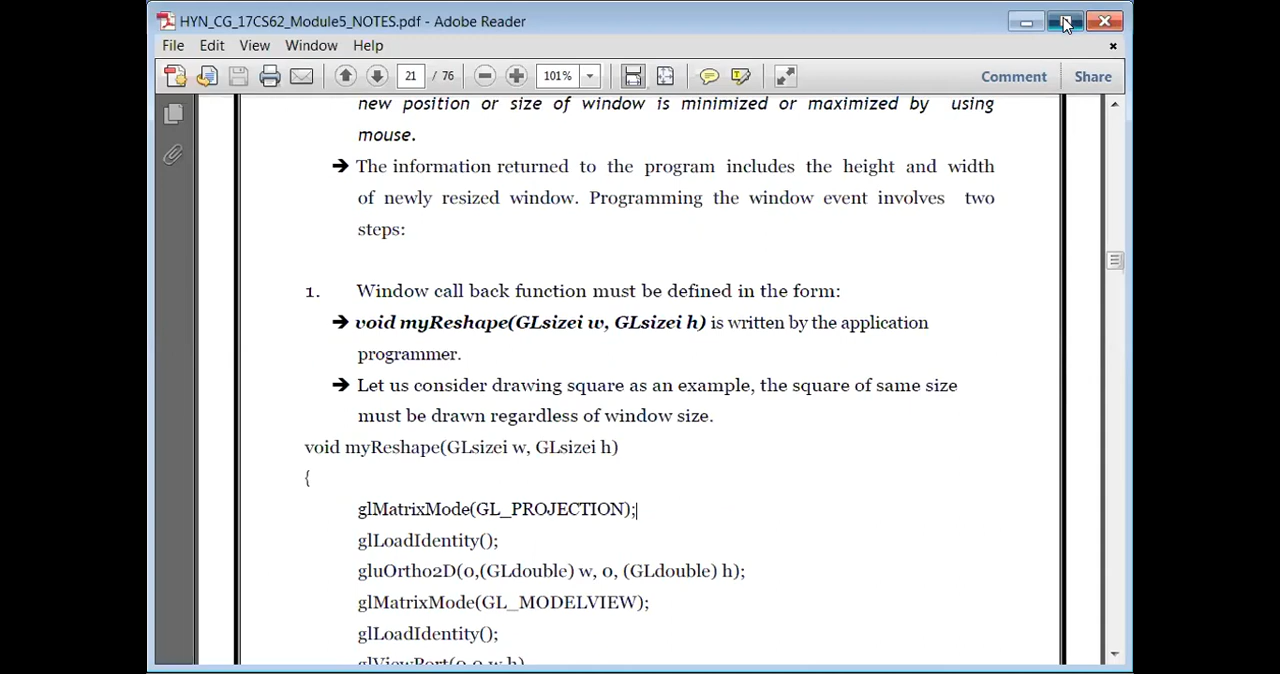 HYN_CG_17CS62_Module5_NOTES.pdf - Adobe Reader
File Edit View Window Help
21 / 76 101% Comment Share
new position or size of window is minimized or maximized by using
mouse.
➔ The information returned to the program includes the height and width
of newly resized window. Programming the window event involves two
steps:
1. Window call back function must be defined in the form:
➔ void myReshape(GLsizei w, GLsizei h) is written by the application
programmer.
➔ Let us consider drawing square as an example, the square of same size
must be drawn regardless of window size.
void myReshape(GLsizei w, GLsizei h)
{
glMatrixMode(GL_PROJECTION);
glLoadIdentity();
gluOrtho2D(0,(GLdouble) w, 0, (GLdouble) h);
glMatrixMode(GL_MODELVIEW);
glLoadIdentity();
glViewPort(0,0,w,h)